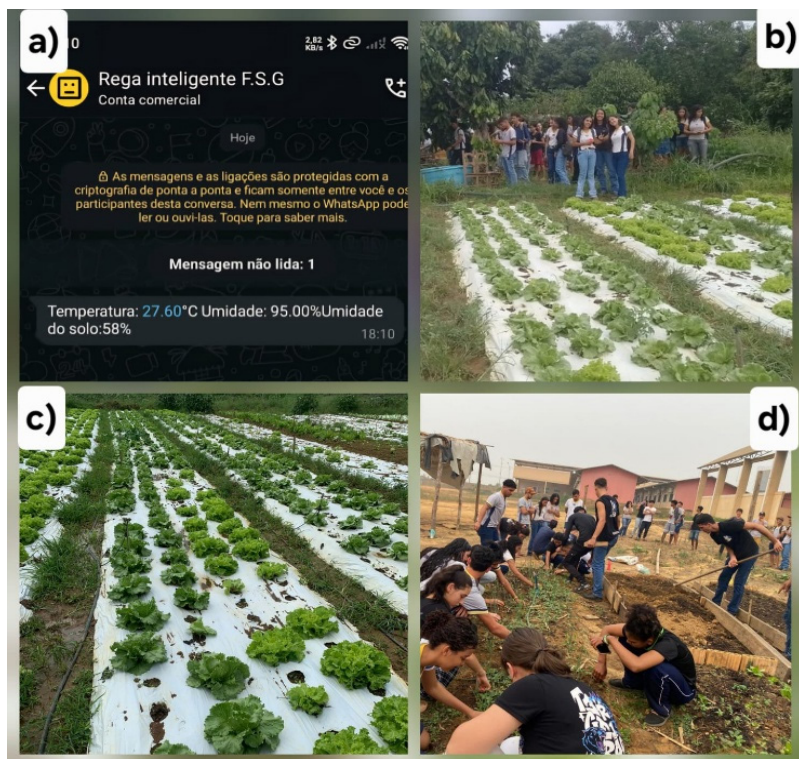 a)
10
2,82
KB/s
Rega inteligente F.S.G
Conta comercial
Hoje
As mensagens e as ligações são protegidas com a
criptografia de ponta a ponta e ficam somente entre você e os
participantes desta conversa. Nem mesmo o WhatsApp pode
ler ou ouvi-las. Toque para saber mais.
Mensagem não lida: 1
Temperatura: 27.60°C Umidade: 95.00%Umidade
do solo:58%
18:10
b)
c)
d)